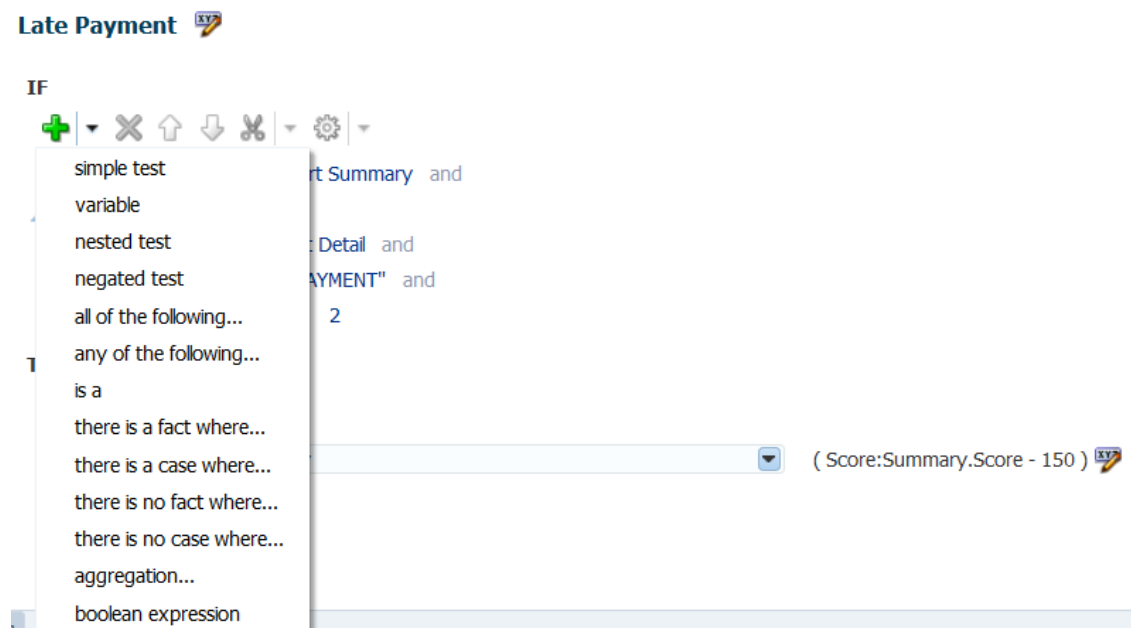 Late Payment
IF
simple test
rt Summary and
variable
nested test
Detail and
negated test
AYMENT" and
all of the following...
2
any of the following...
is a
there is a fact where...
there is a case where...
( Score:Summary.Score - 150 )
there is no fact where...
there is no case where...
aggregation...
boolean expression